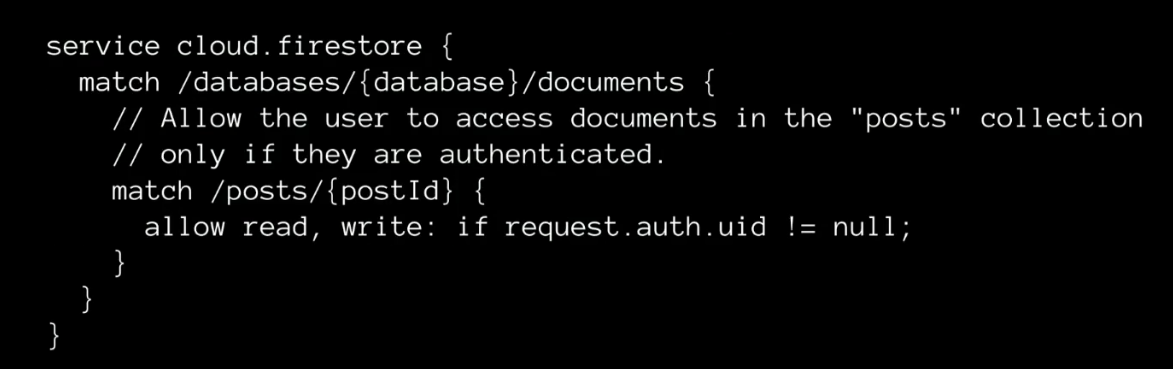 service cloud.firestore {
  match /databases/{database}/documents {
    // Allow the user to access documents in the "posts" collection
    // only if they are authenticated.
    match /posts/{postId} {
      allow read, write: if request.auth.uid != null;
    }
  }
}